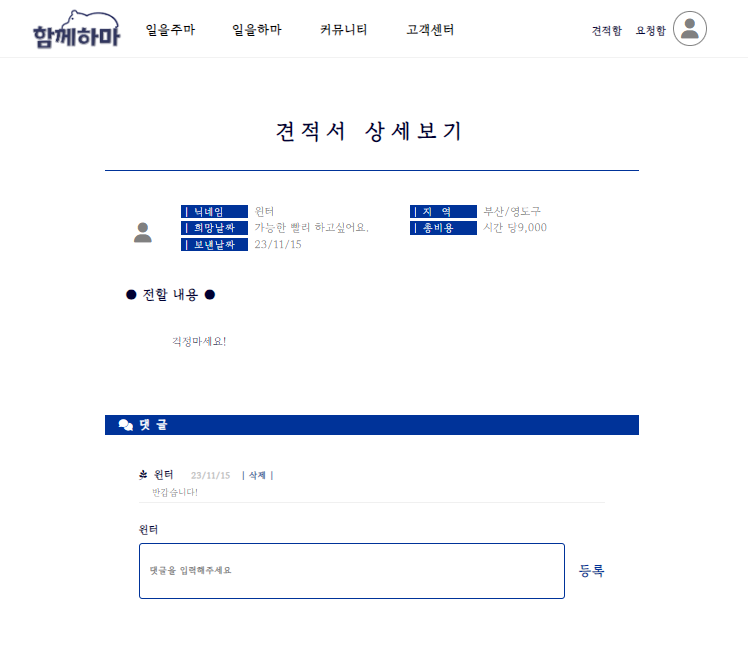 함께하마 일을주마 일을하마 커뮤니티 고객센터 견적함 요청함
견적서 상세보기
| 닉네임 윈터 | 지 역 부산/영도구
| 희망날짜 가능한 빨리 하고싶어요. | 총비용 시간 당9,000
| 보낸날짜 23/11/15
● 전할 내용 ●
걱정마세요!
댓 글
윈터 23/11/15 | 삭제 |
반갑습니다!
윈터
댓글을 입력해주세요
등록